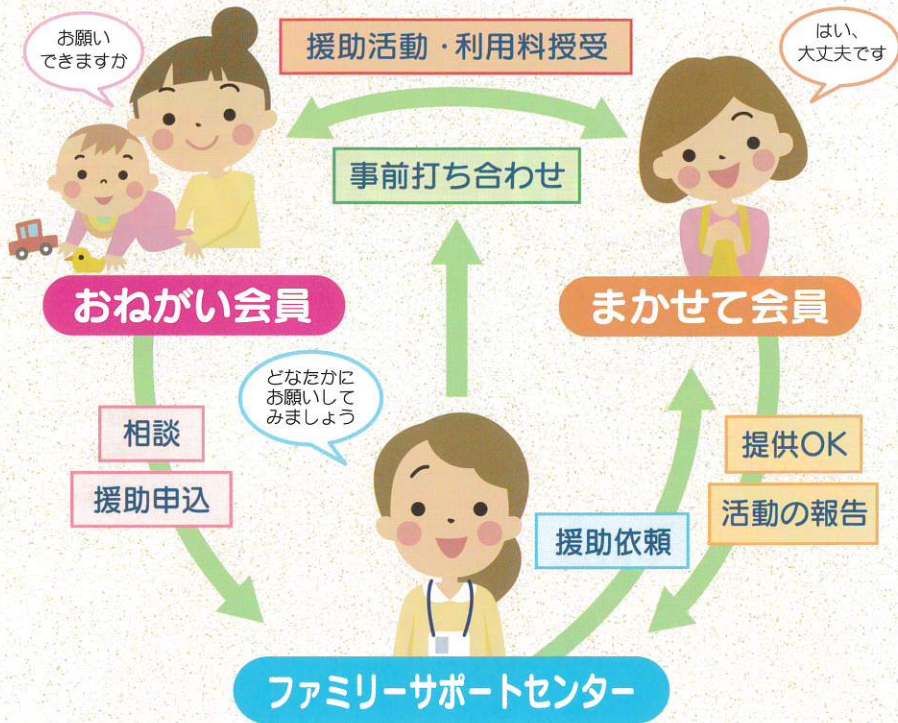 お願い
できますか
援助活動・利用料授受
はい、
大丈夫です
事前打ち合わせ
おねがい会員
まかせて会員
どなたかに
お願いして
みましょう
相談
援助申込
提供OK
活動の報告
援助依頼
ファミリーサポートセンター